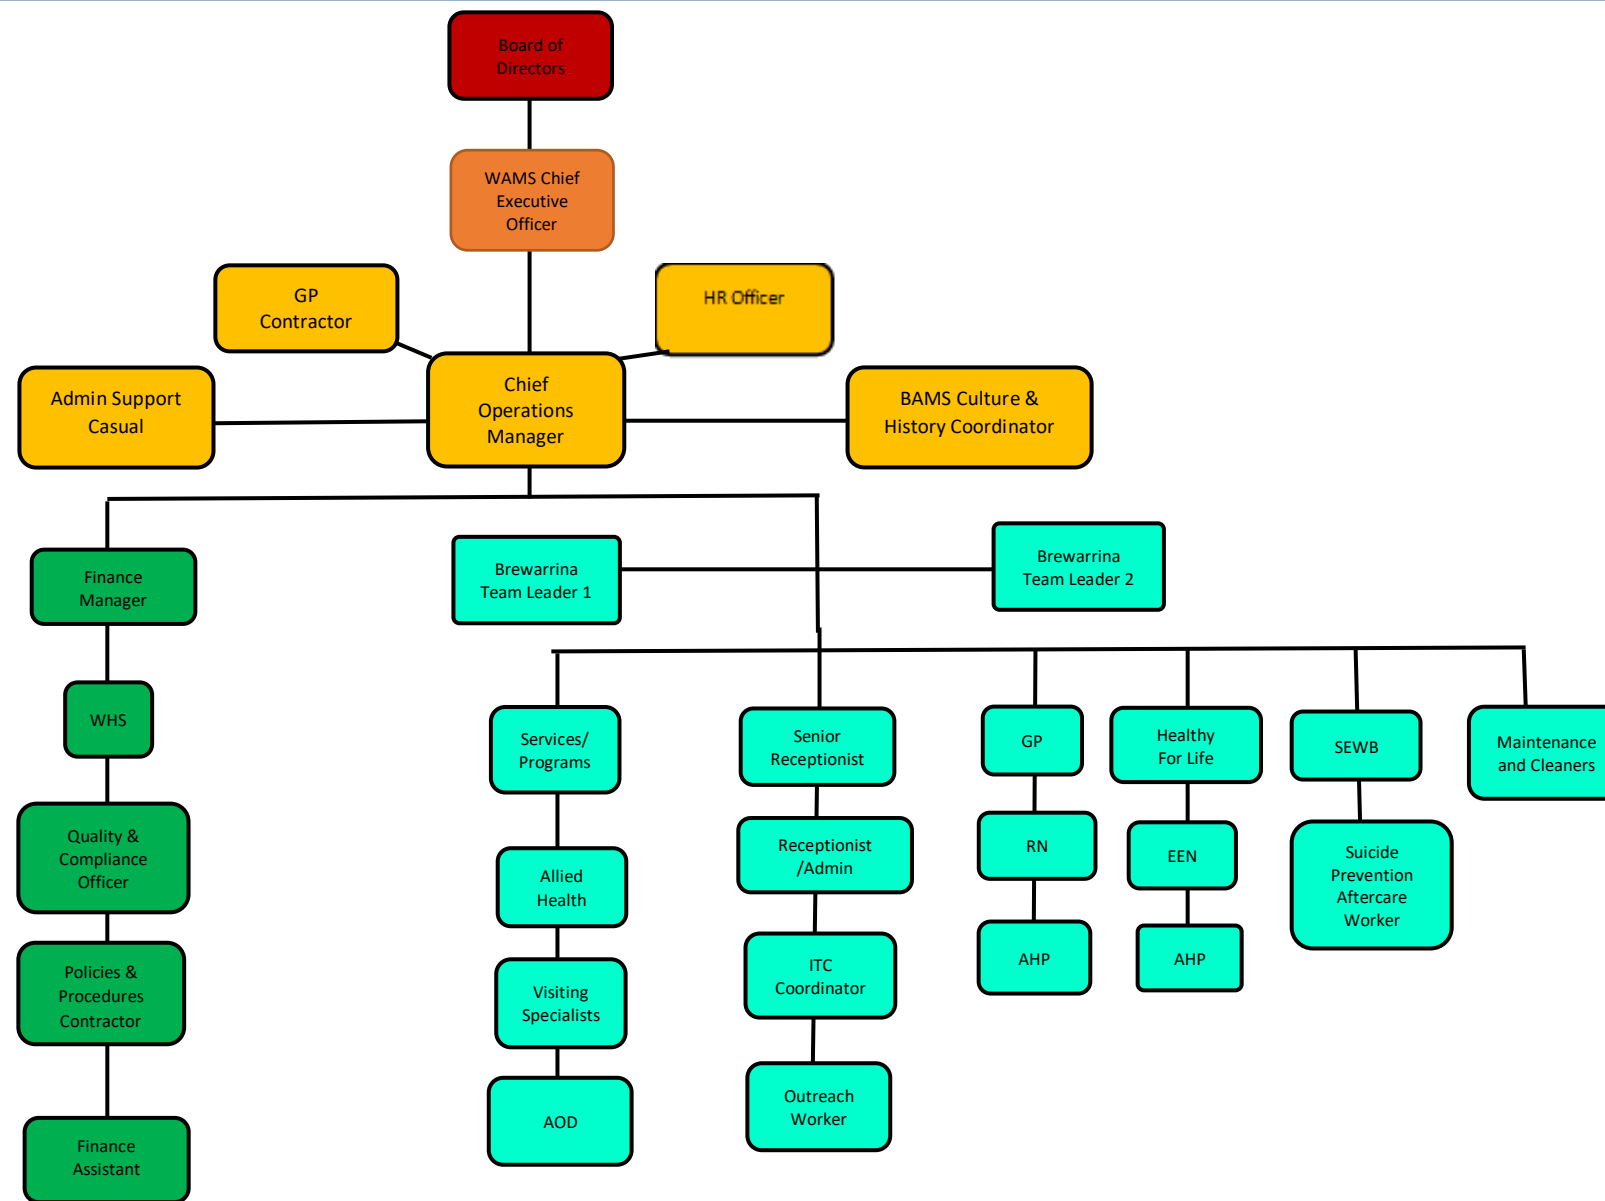 Board of
Directors
WAMS Chief
Executive
Officer
GP
Contractor
HR Officer
Admin Support
Casual
Chief
Operations
Manager
BAMS Culture &
History Coordinator
Finance
Manager
Brewarrina
Team Leader 1
Brewarrina
Team Leader 2
WHS
Quality &
Compliance
Officer
Policies &
Procedures
Contractor
Finance
Assistant
Services/
Programs
Allied
Health
Visiting
Specialists
AOD
Senior
Receptionist
Receptionist
/Admin
ITC
Coordinator
Outreach
Worker
GP
RN
AHP
Healthy
For Life
EEN
AHP
SEWB
Suicide
Prevention
Aftercare
Worker
Maintenance
and Cleaners